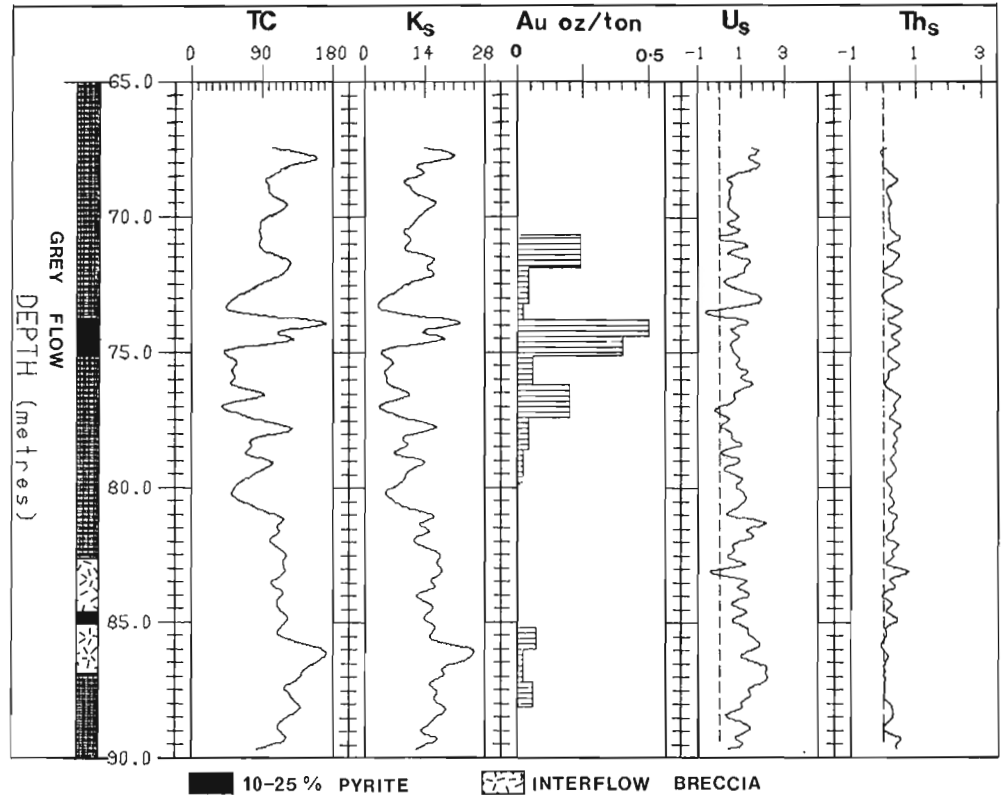 TC Ks Au oz/ton Us Ths
0 90 180 0 14 28 0 0·5 -1 1 3 -1 1 3
65.0
70.0
75.0
80.0
85.0
90.0
GREY FLOW
DEPTH (metres)
10-25 % PYRITE INTERFLOW BRECCIA